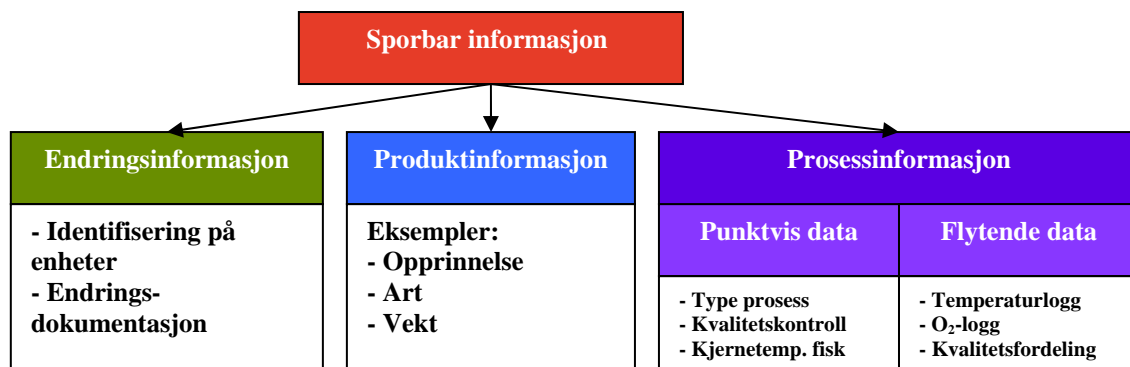 Sporbar informasjon
Endringsinformasjon
- Identifisering på
enheter
- Endrings-
dokumentasjon
Produktinformasjon
Eksempler:
- Opprinnelse
- Art
- Vekt
Prosessinformasjon
Punktvis data
- Type prosess
- Kvalitetskontroll
- Kjernetemp. fisk
Flytende data
- Temperaturlogg
- O₂-logg
- Kvalitetsfordeling